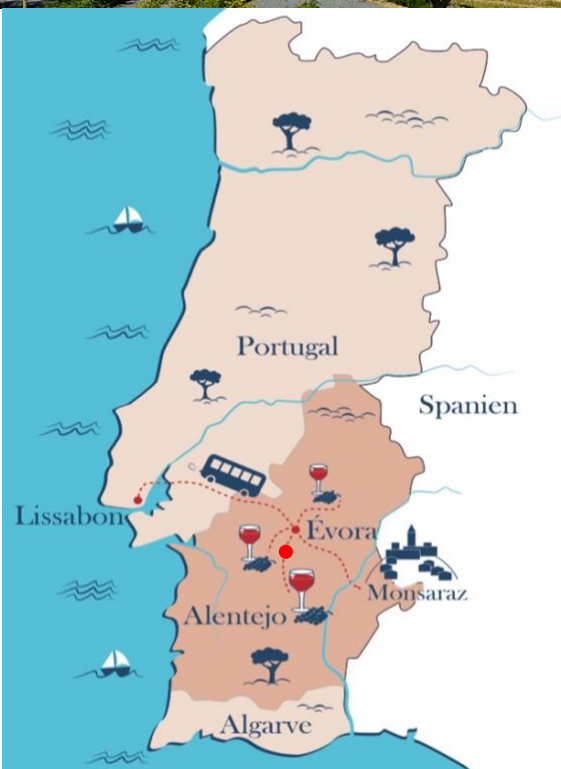 Portugal
Spanien
Lissabon
Évora
Monsaraz
Alentejo
Algarve